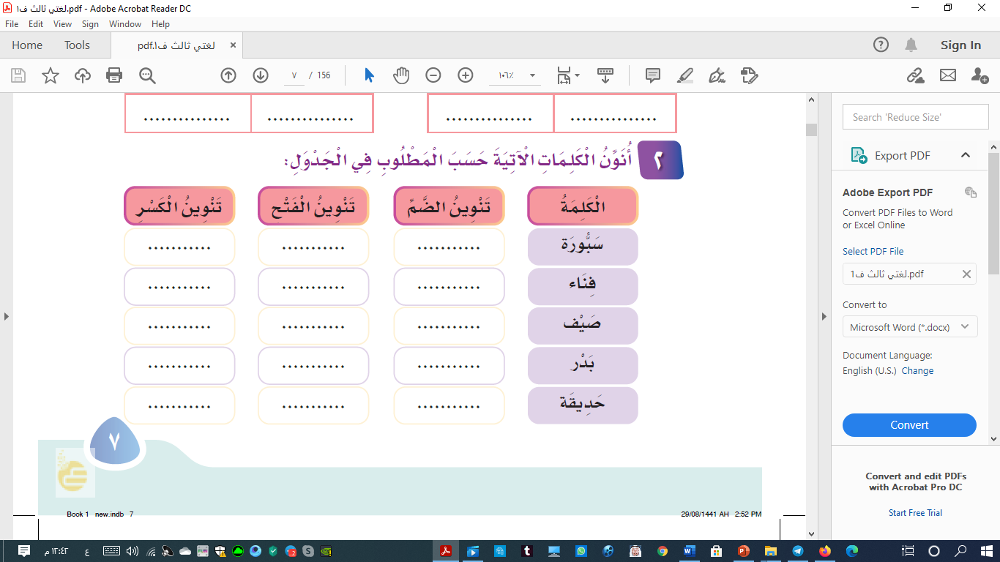 لغتي ثالث ف١.pdf - Adobe Acrobat Reader DC
File Edit View Sign Window Help
Home Tools لغتي ثالث ف١.pdf × Sign In
٧ / 156 ١٠٦٪
............... ............... ............... ...............
٢ أُنَوِّنُ الْكَلِمَاتِ الْآتِيَةَ حَسَبَ الْمَطْلُوبِ فِي الْجَدْوَلِ:
الْكَلِمَةُ تَنْوِينُ الضَّمِّ تَنْوِينُ الْفَتْحِ تَنْوِينُ الْكَسْرِ
سَبُّورَة ........... ........... ...........
فِنَاء ........... ........... ...........
صَيْف ........... ........... ...........
بَدْر ........... ........... ...........
حَدِيقَة ........... ........... ...........
٧
Book 1 new.indb 7 29/08/1441 AH 2:52 PM
Search 'Reduce Size'
Export PDF
Adobe Export PDF
Convert PDF Files to Word
or Excel Online
Select PDF File
لغتي ثالث ف1.pdf
Convert to
Microsoft Word (*.docx)
Document Language:
English (U.S.) Change
Convert
Convert and edit PDFs
with Acrobat Pro DC
Start Free Trial
١٢:٤٢ م ع